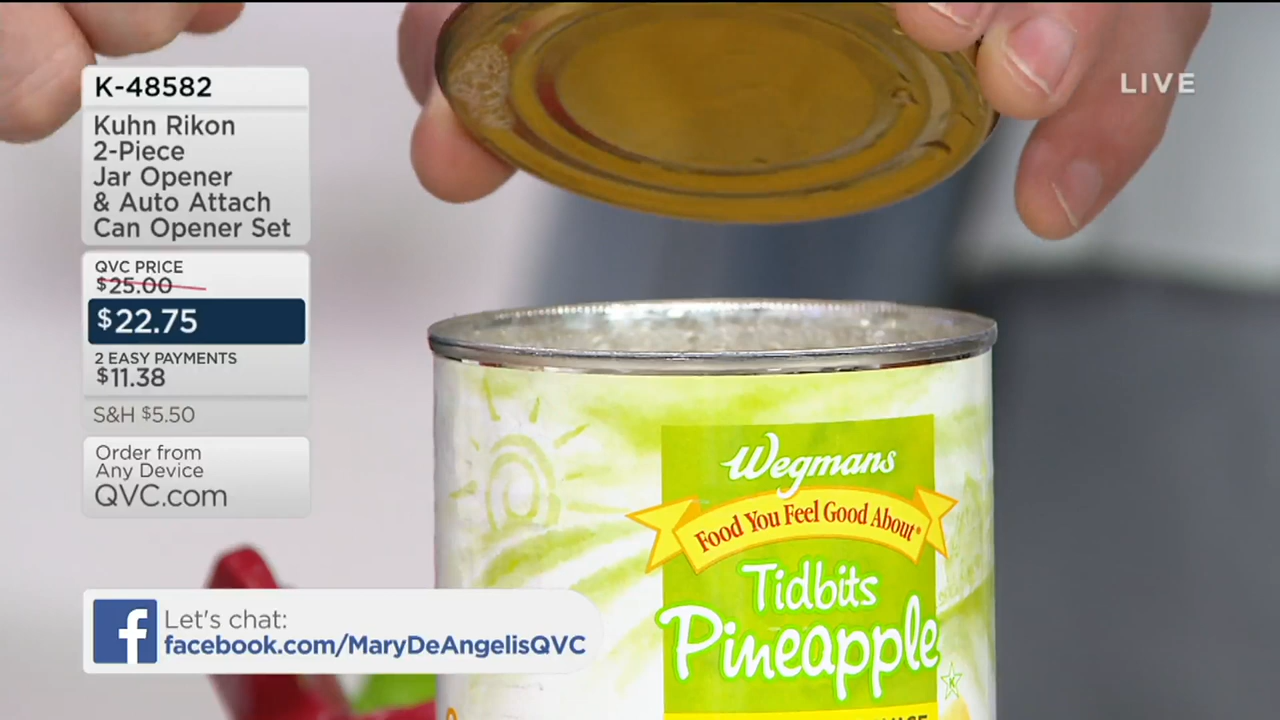 LIVE
K-48582
Kuhn Rikon
2-Piece
Jar Opener
& Auto Attach
Can Opener Set
QVC PRICE
$25.00
$22.75
2 EASY PAYMENTS
$11.38
S&H $5.50
Order from
Any Device
QVC.com
Let's chat:
facebook.com/MaryDeAngelisQVC
Wegmans
Food You Feel Good About
Tidbits
Pineapple